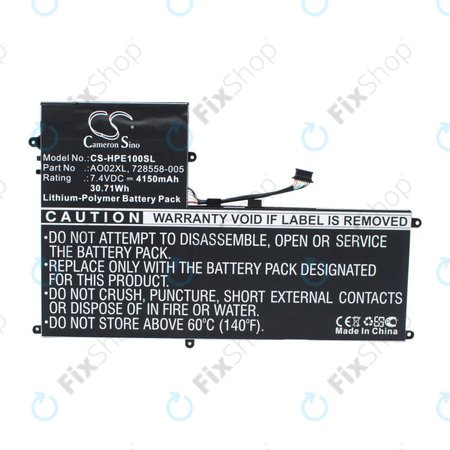 Cameron Sino
Model No.: CS-HPE100SL
Part No : AO02XL, 728558-005
7.4VDC ⎓ 4150mAh
30.71Wh
Lithium-Polymer Battery Pack
CAUTION WARRANTY VOID IF LABEL IS REMOVED
•DO NOT ATTEMPT TO DISASSEMBLE, OPEN OR SERVICE
THE BATTERY PACK.
•REPLACE ONLY WITH THE BATTERY PACK DESIGNATED
FOR THIS PRODUCT.
•DO NOT CRUSH, PUNCTURE, SHORT EXTERNAL CONTACTS
OR DISPOSE OF IN FIRE OR WATER.
•DO NOT STORE ABOVE 60°C (140°F).
CE
Made In China
FixShop